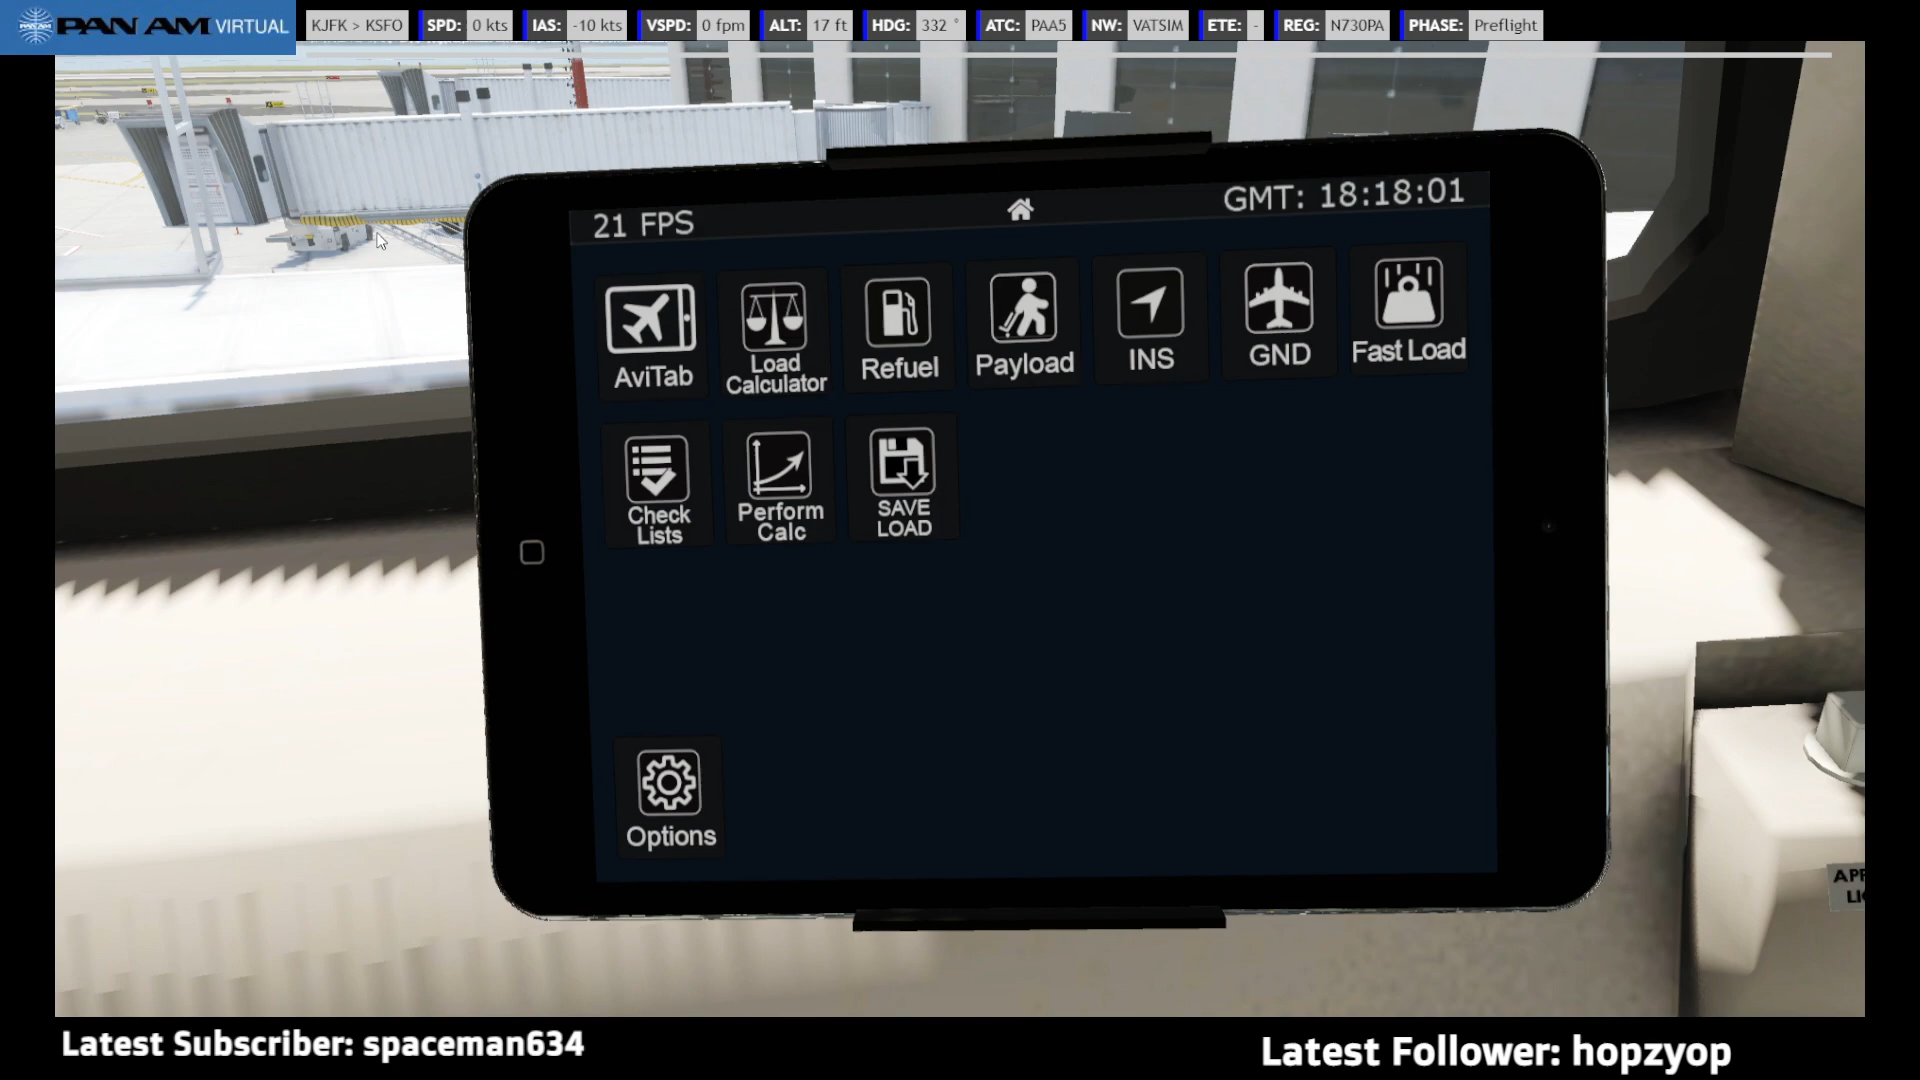 PAN AM VIRTUAL
KJFK > KSFO
SPD: 0 kts
IAS: -10 kts
VSPD: 0 fpm
ALT: 17 ft
HDG: 332 °
ATC: PAA5
NW: VATSIM
ETE: -
REG: N730PA
PHASE: Preflight
21 FPS
GMT: 18:18:01
AviTab
Load
Calculator
Refuel
Payload
INS
GND
Fast Load
Check
Lists
Perform
Calc
SAVE
LOAD
Options
Latest Subscriber: spaceman634
Latest Follower: hopzyop